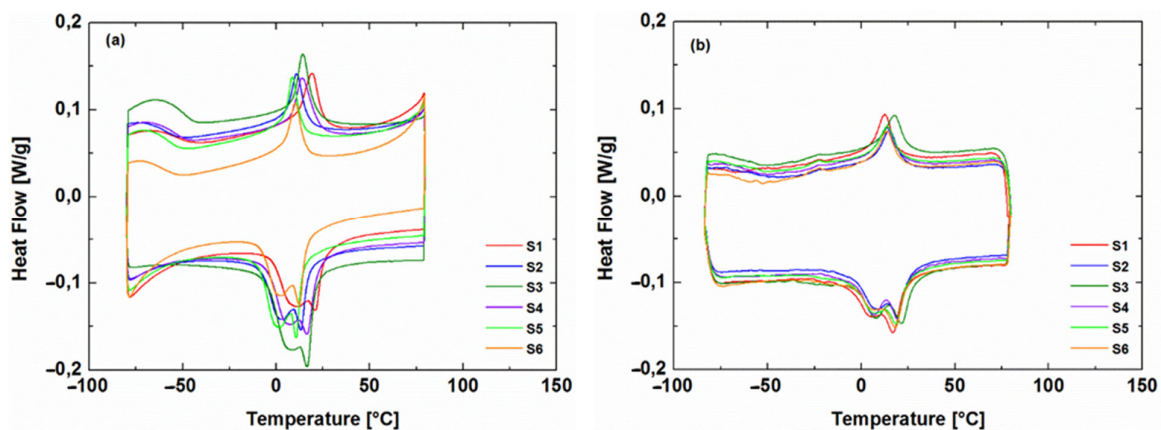 (a)
Heat Flow [W/g]
0,2
0,1
0,0
−0,1
−0,2
S1
S2
S3
S4
S5
S6
−100 −50 0 50 100 150
Temperature [°C]
(b)
Heat Flow [W/g]
0,2
0,1
0,0
−0,1
−0,2
S1
S2
S3
S4
S5
S6
−100 −50 0 50 100 150
Temperature [°C]